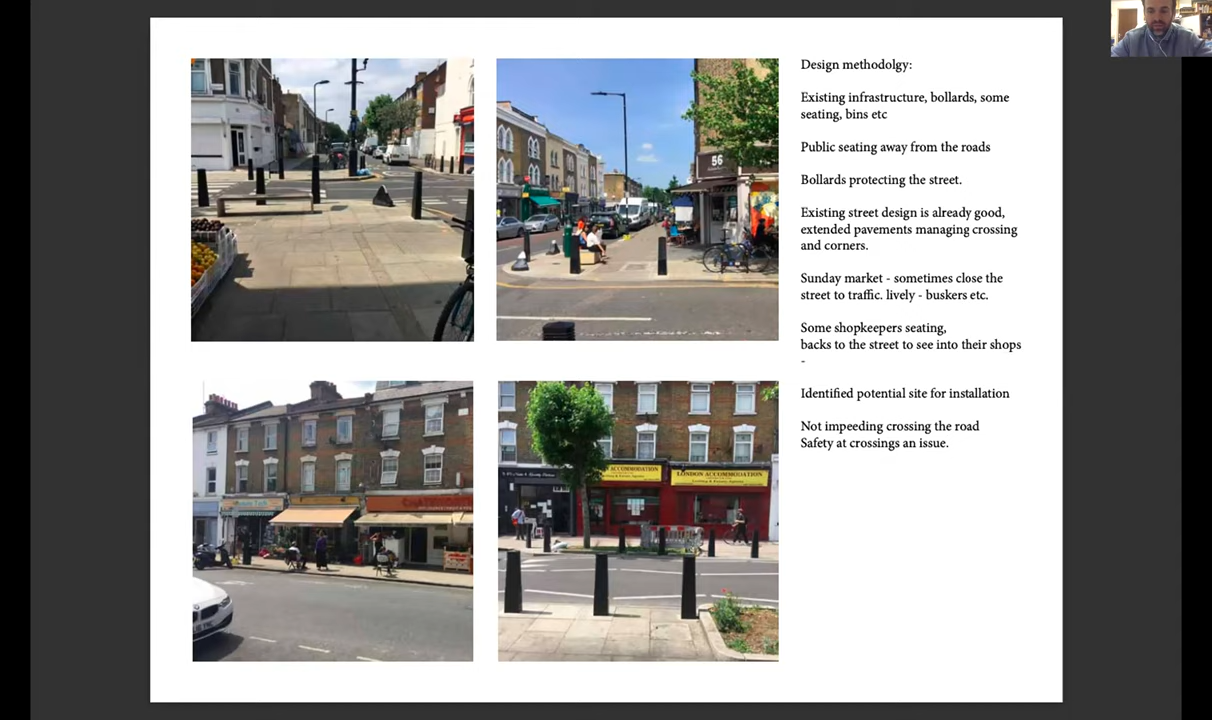 Design methodolgy:
Existing infrastructure, bollards, some
seating, bins etc
Public seating away from the roads
Bollards protecting the street.
Existing street design is already good,
extended pavements managing crossing
and corners.
Sunday market - sometimes close the
street to traffic. lively - buskers etc.
Some shopkeepers seating,
backs to the street to see into their shops
-
Identified potential site for installation
Not impeeding crossing the road
Safety at crossings an issue.
56
LONDON ACCOMMODATION
LONDON ACCOMMODATION